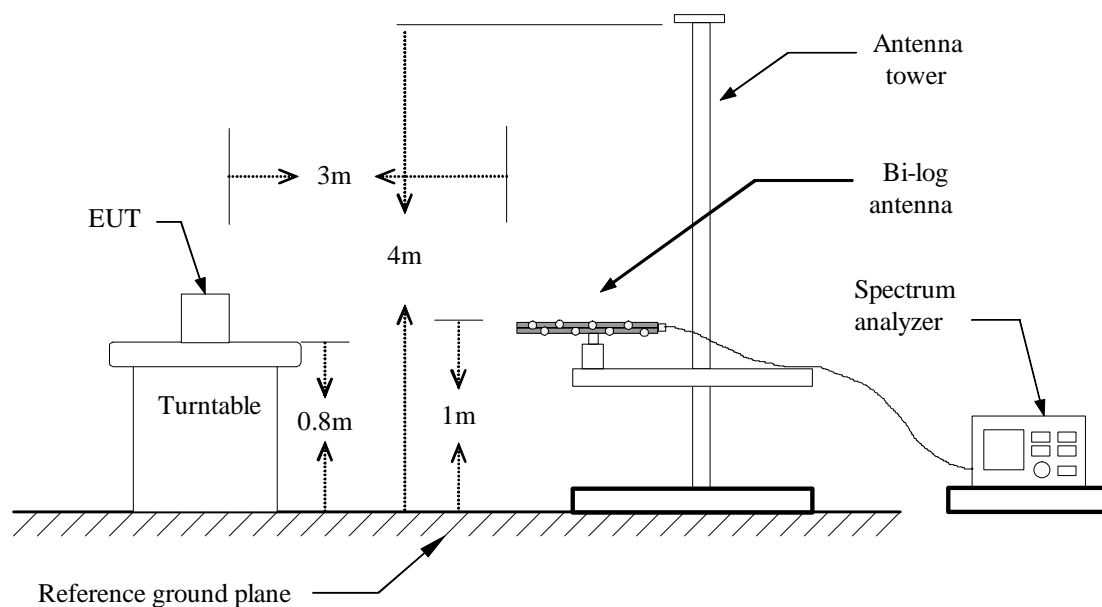 Antenna
tower
3m
Bi-log
antenna
EUT
4m
Spectrum
analyzer
Turntable
0.8m
1m
Reference ground plane